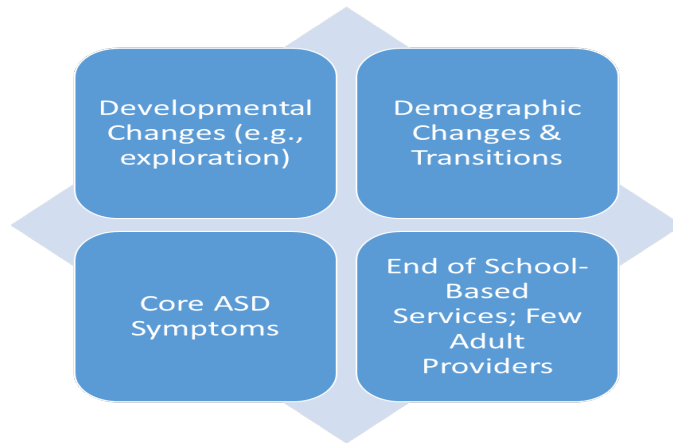 Developmental
Changes (e.g.,
exploration)
Demographic
Changes &
Transitions
Core ASD
Symptoms
End of School-
Based
Services; Few
Adult
Providers